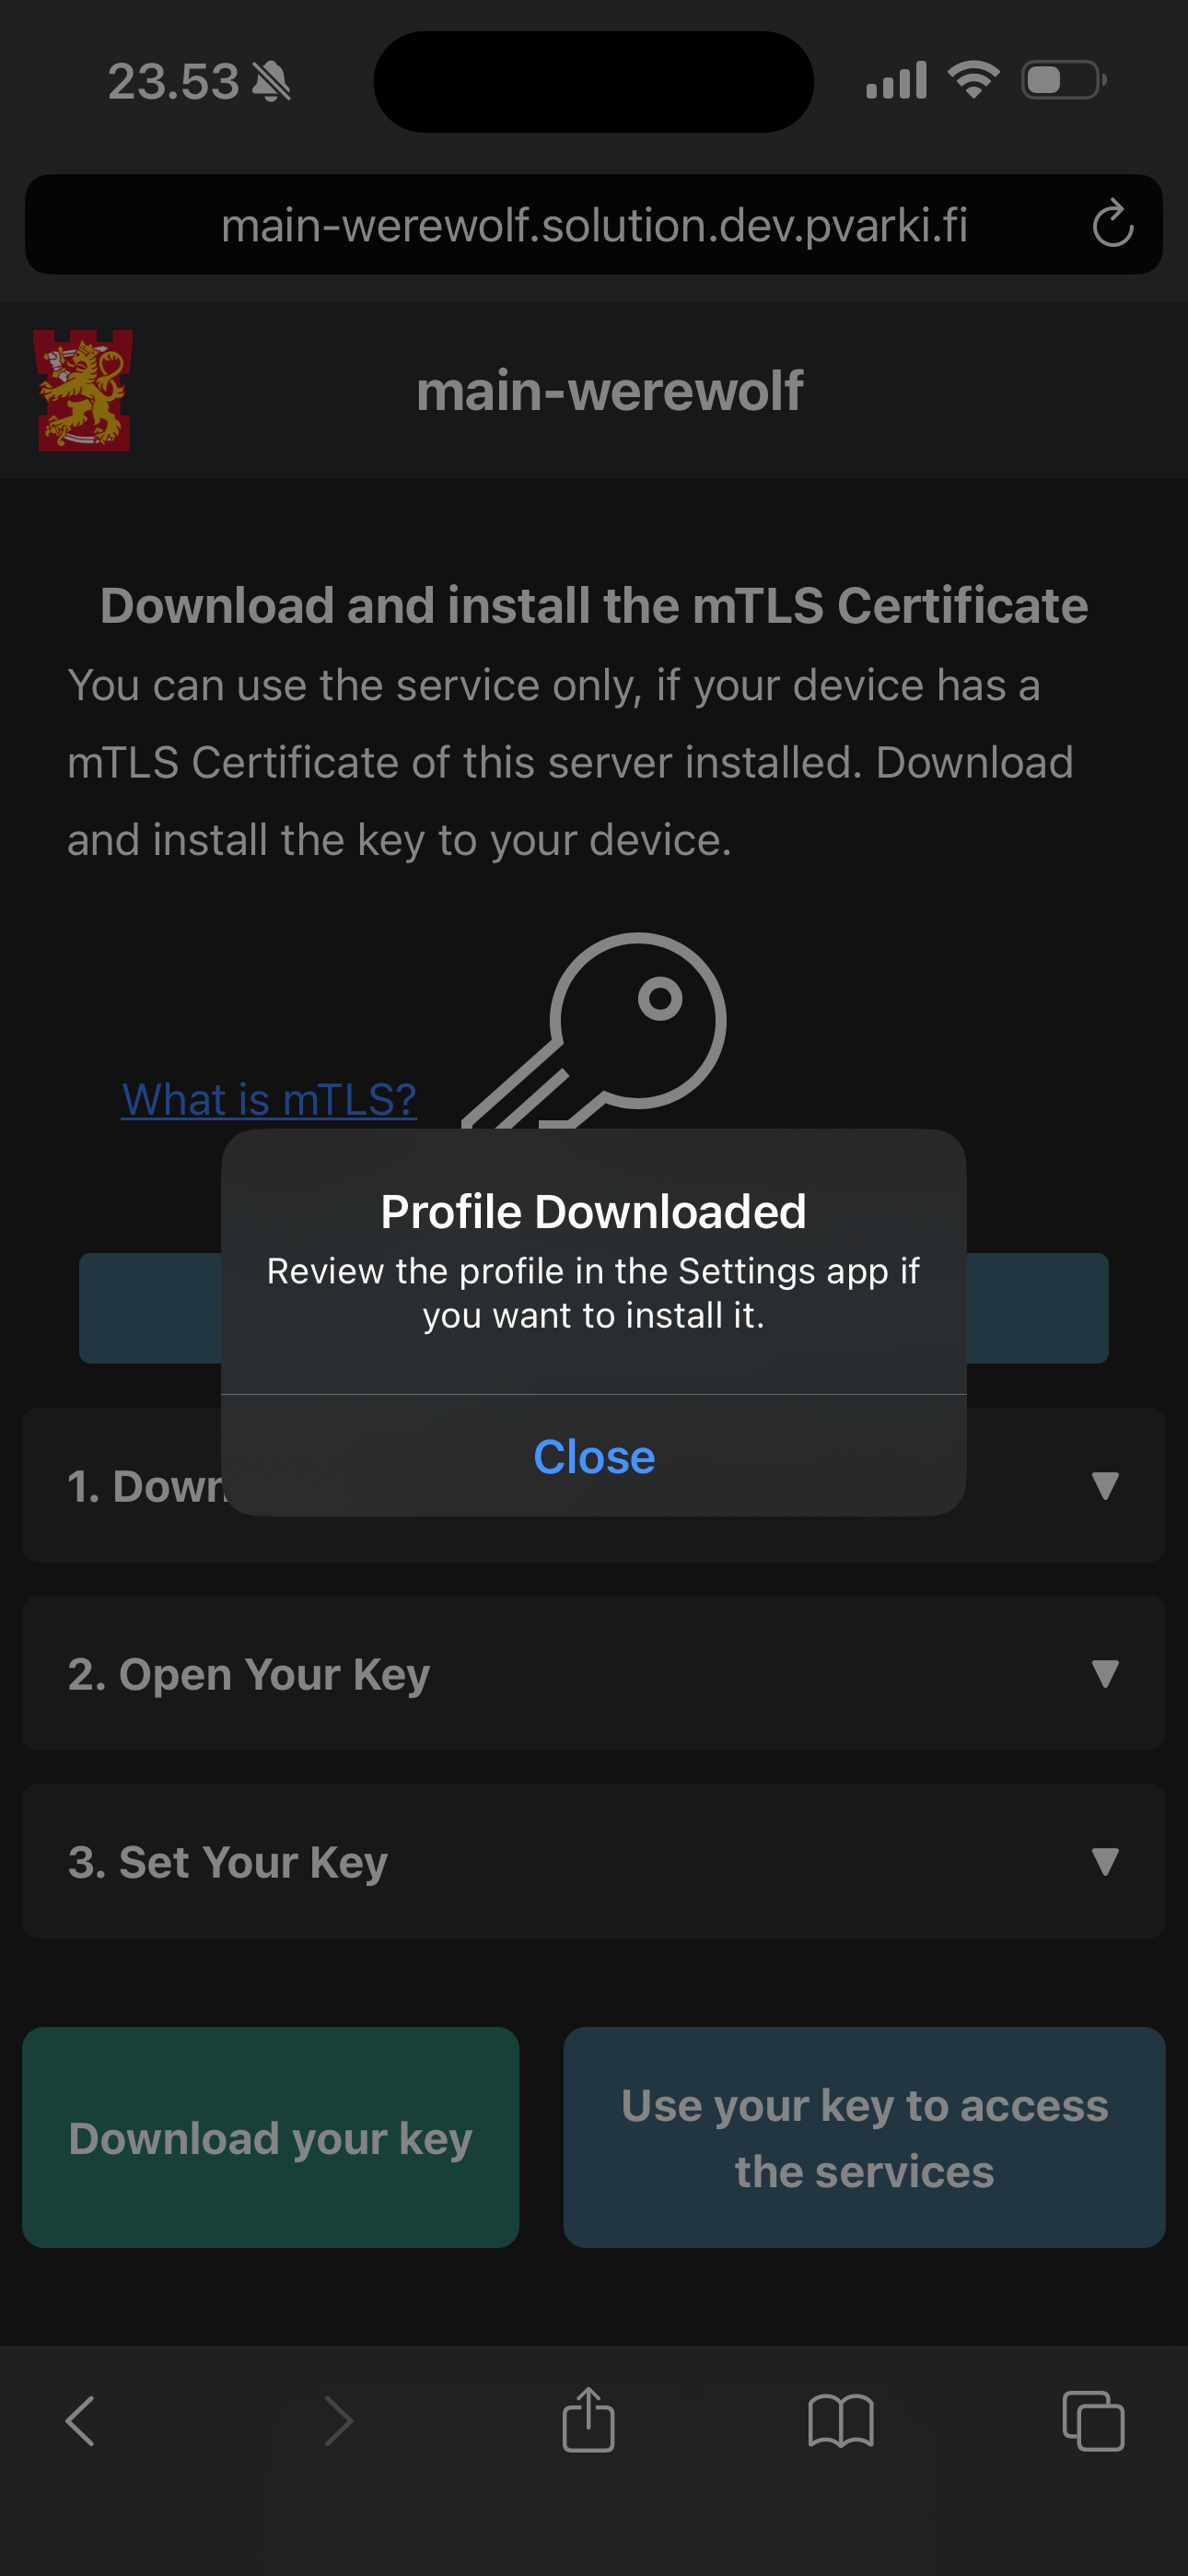 23.53
main-werewolf.solution.dev.pvarki.fi
main-werewolf
Download and install the mTLS Certificate
You can use the service only, if your device has a
mTLS Certificate of this server installed. Download
and install the key to your device.
What is mTLS?
Profile Downloaded
Review the profile in the Settings app if
you want to install it.
Close
1. Down
2. Open Your Key
3. Set Your Key
Download your key
Use your key to access
the services